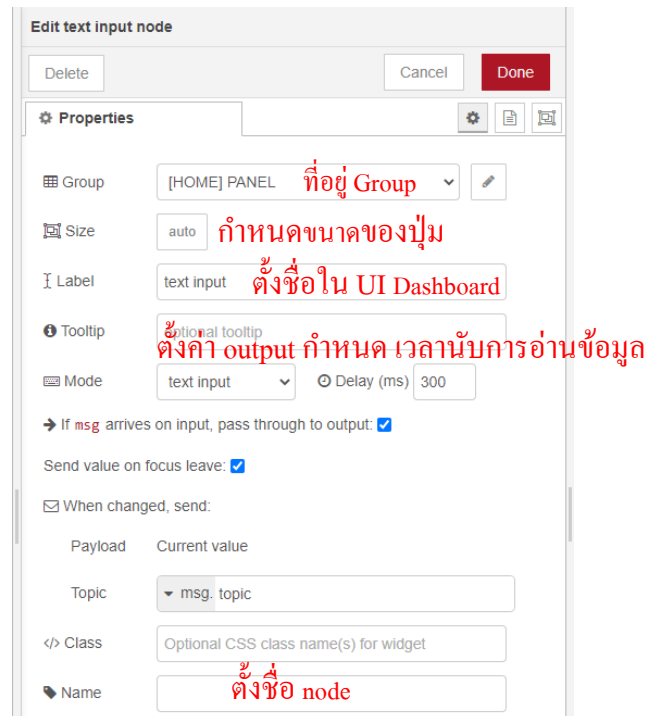 Edit text input node
Delete Cancel Done
Properties
Group [HOME] PANEL ที่อยู่ Group
Size auto กำหนดขนาดของปุ่ม
Label text input ตั้งชื่อใน UI Dashboard
Tooltip Optional tooltip
ตั้งค่า output กำหนด เวลานับการอ่านข้อมูล
Mode text input Delay (ms) 300
If msg arrives on input, pass through to output:
Send value on focus leave:
When changed, send:
Payload Current value
Topic msg. topic
</> Class Optional CSS class name(s) for widget
Name ตั้งชื่อ node